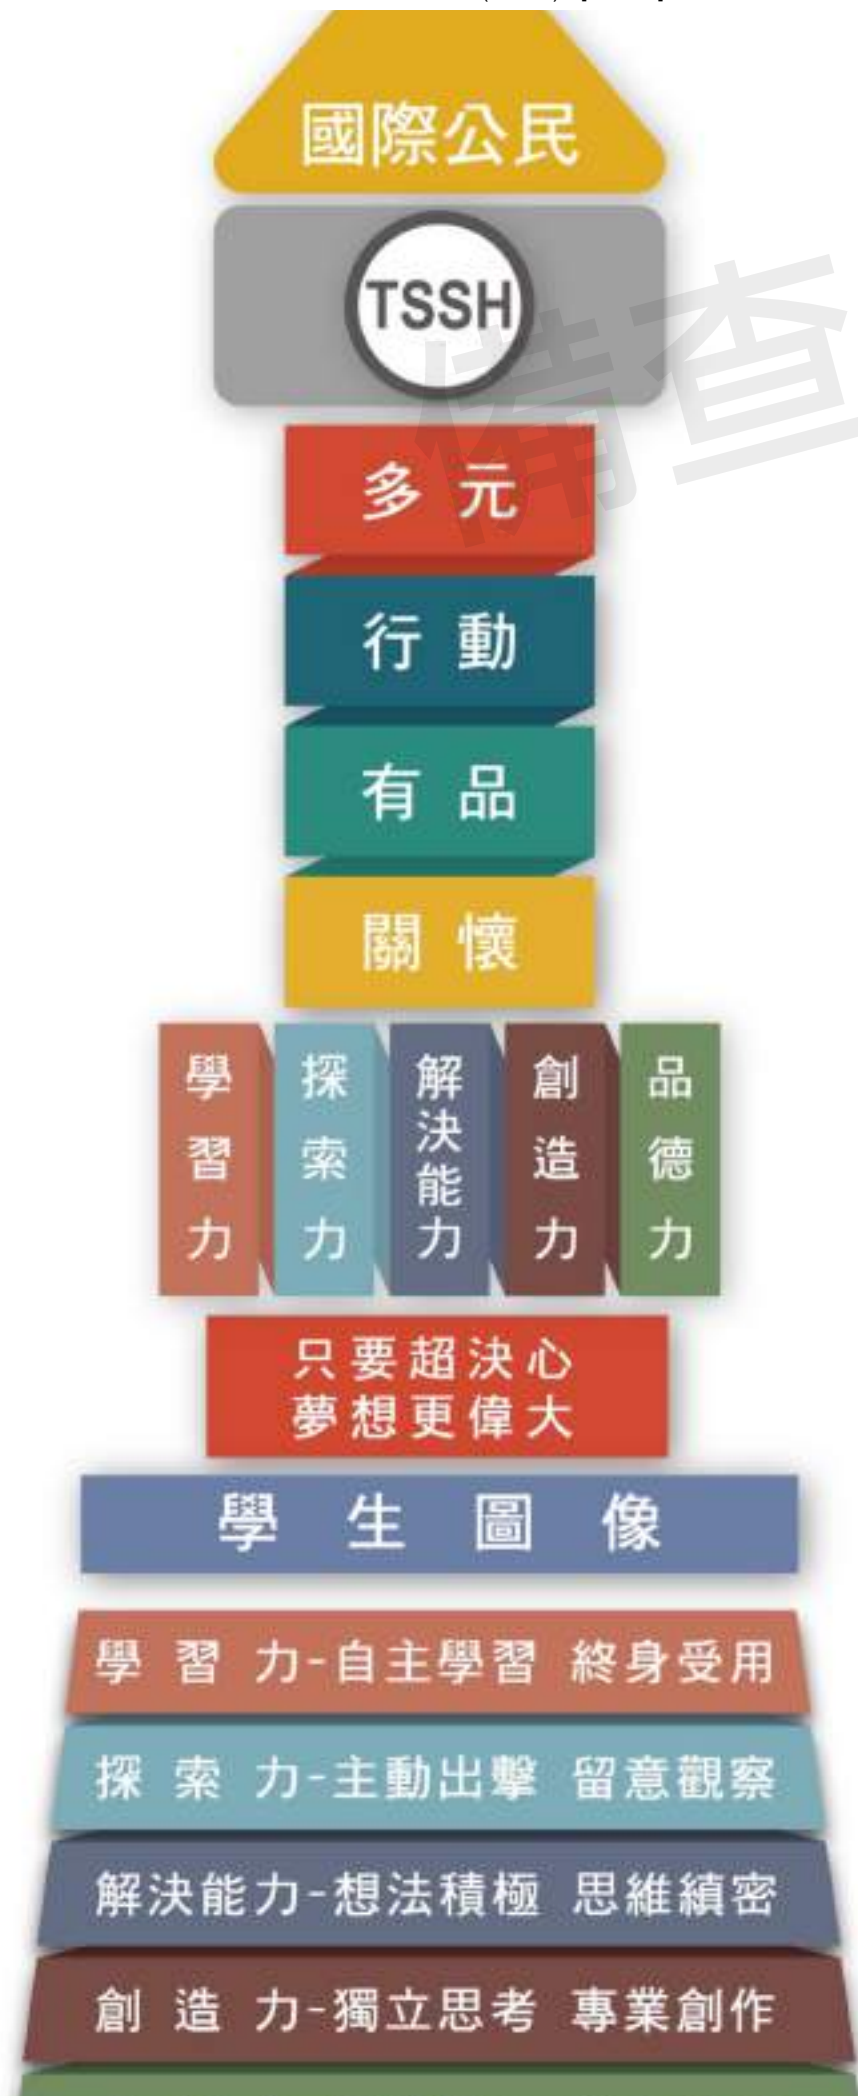 國際公民
TSSH
備查
多元
行動
有品
關懷
學習力
探索力
解決能力
創造力
品德力
只要超決心
夢想更偉大
學生圖像
學習力-自主學習 終身受用
探索力-主動出擊 留意觀察
解決能力-想法積極 思維縝密
創造力-獨立思考 專業創作